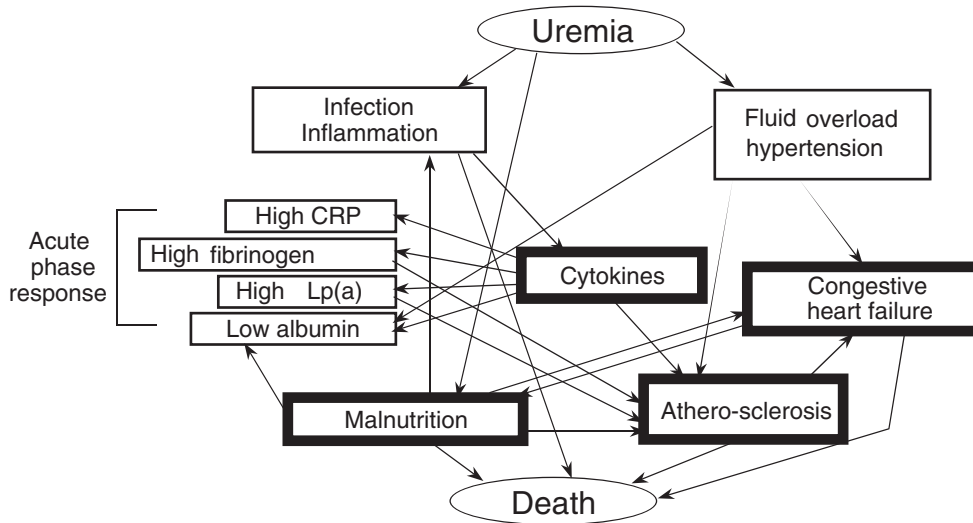 Uremia
Infection
Inflammation
Fluid overload
hypertension
Acute
phase
response
High CRP
High fibrinogen
High Lp(a)
Low albumin
Cytokines
Congestive
heart failure
Malnutrition
Athero-sclerosis
Death